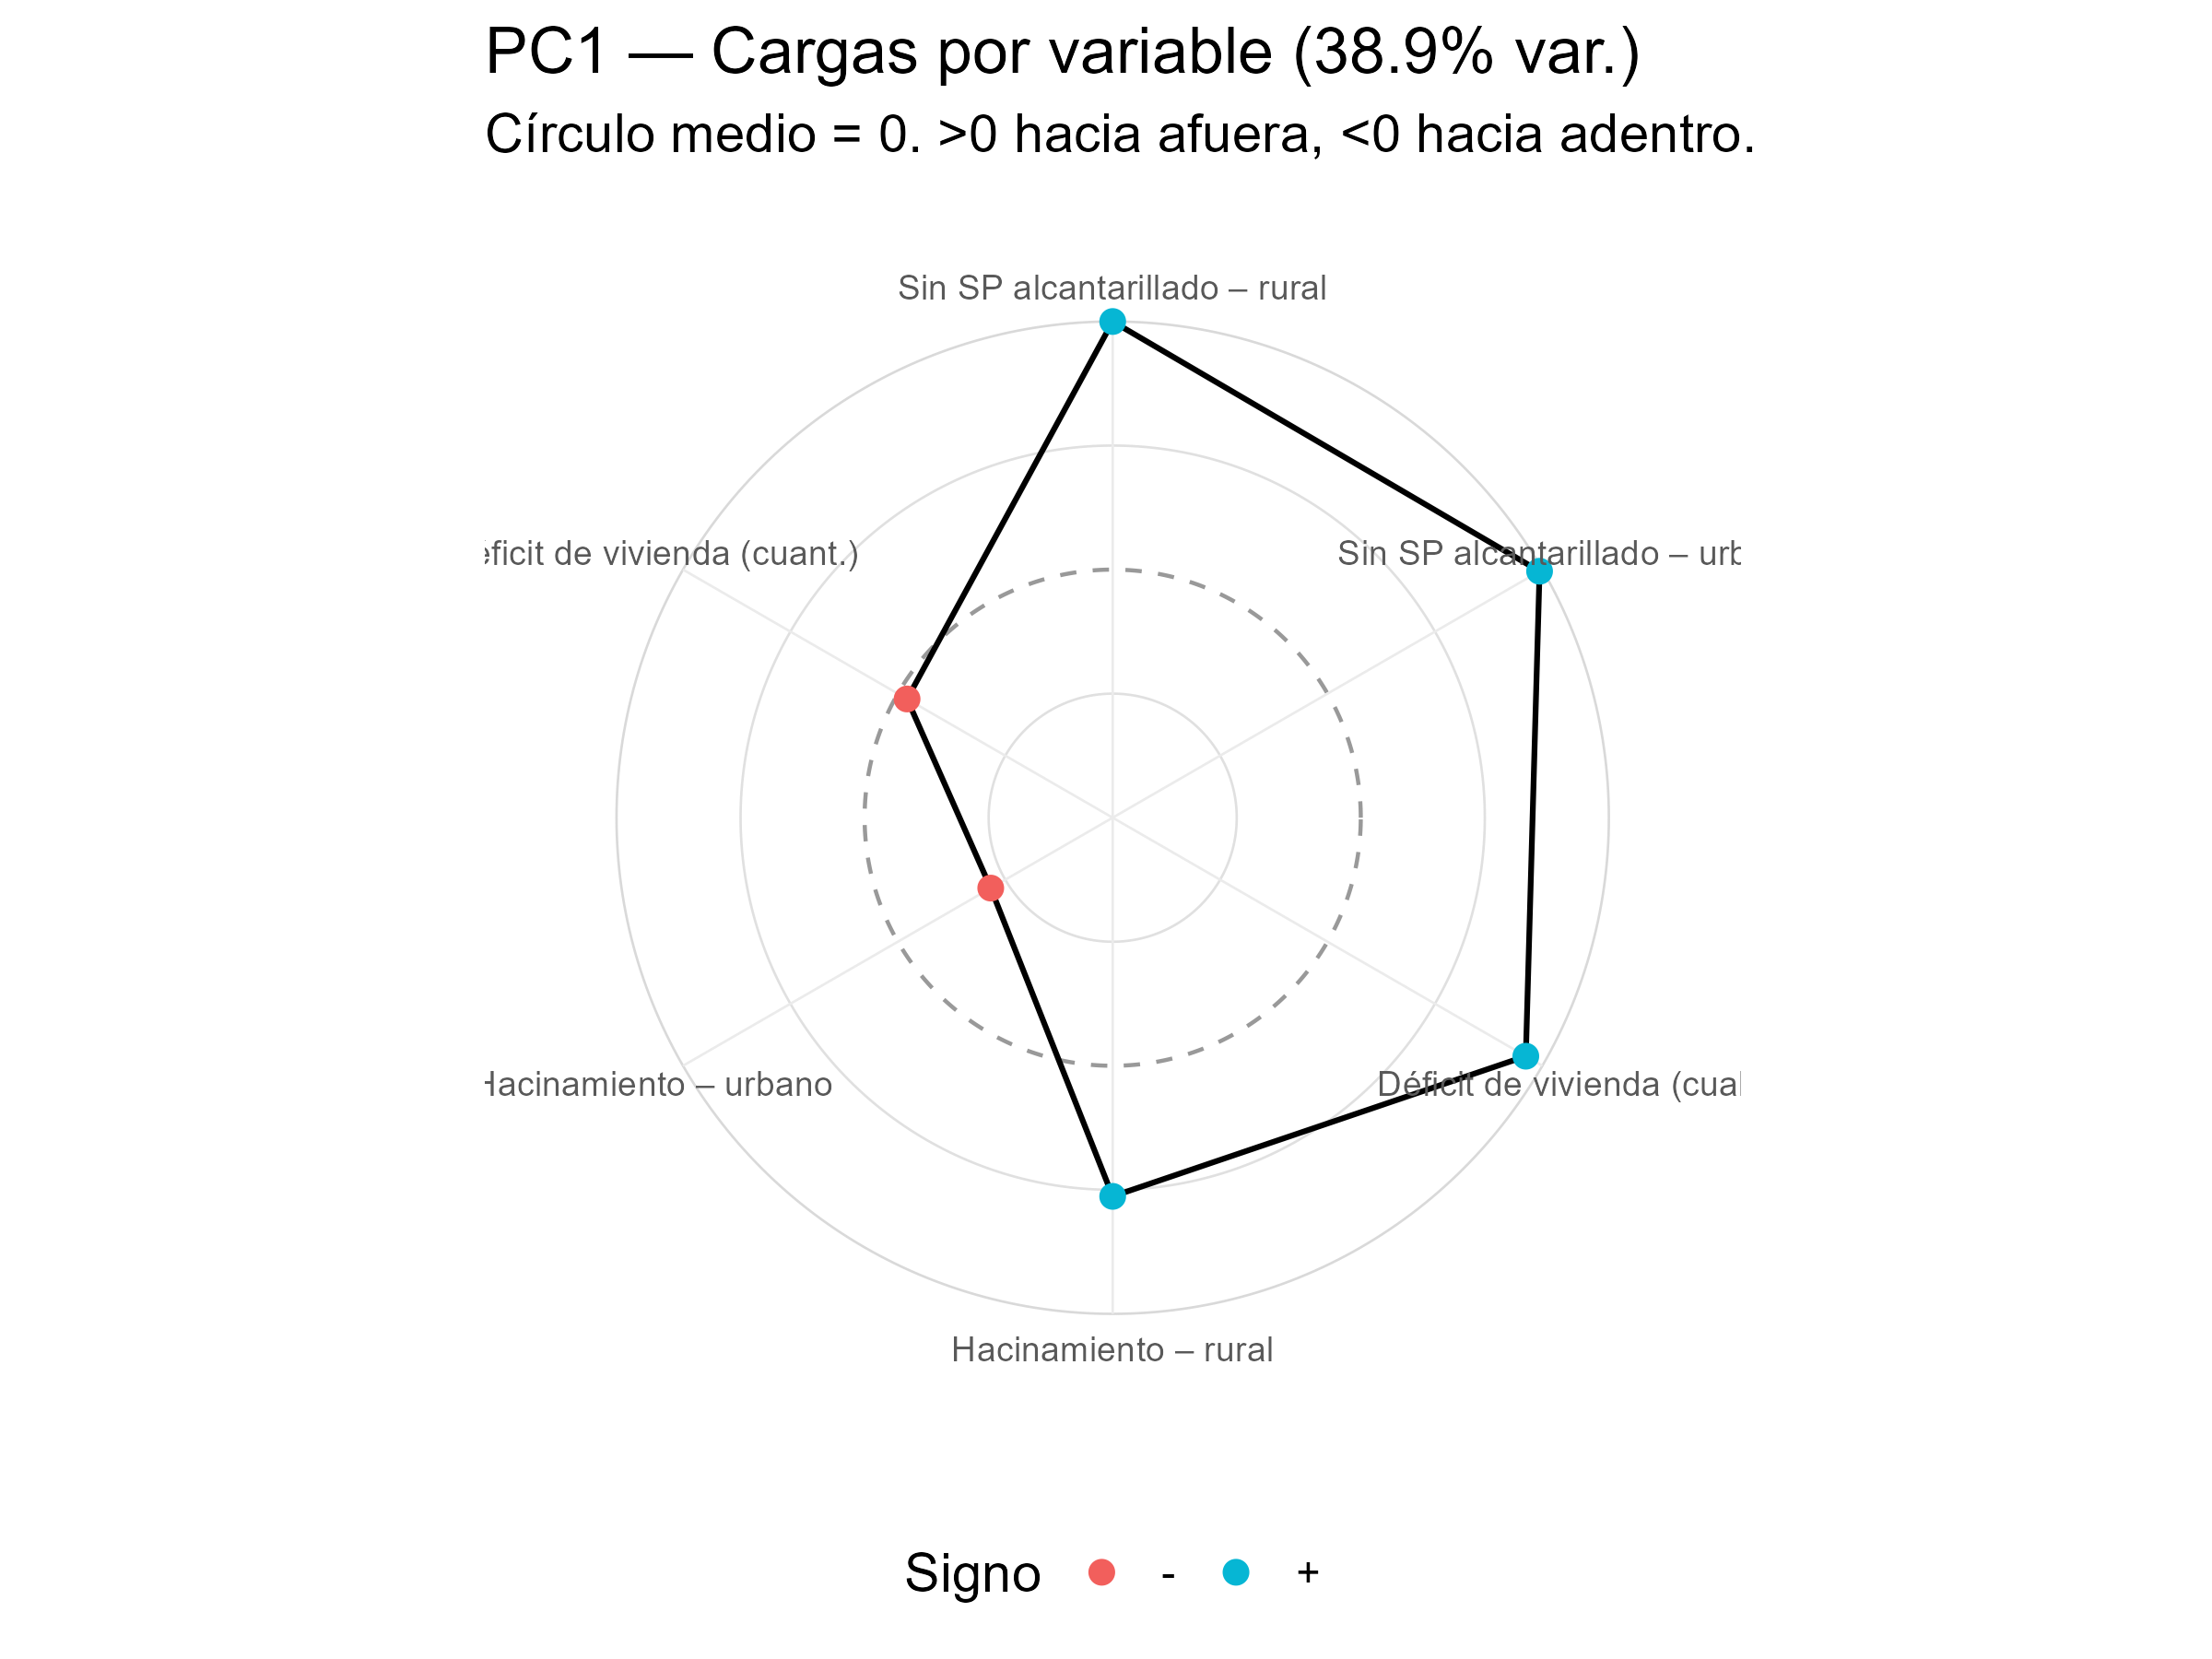 PC1 — Cargas por variable (38.9% var.)
Círculo medio = 0. >0 hacia afuera, <0 hacia adentro.
Sin SP alcantarillado – rural
éficit de vivienda (cuant.)
Sin SP alcantarillado – urb
Hacinamiento – urbano
Déficit de vivienda (cual
Hacinamiento – rural
Signo - +